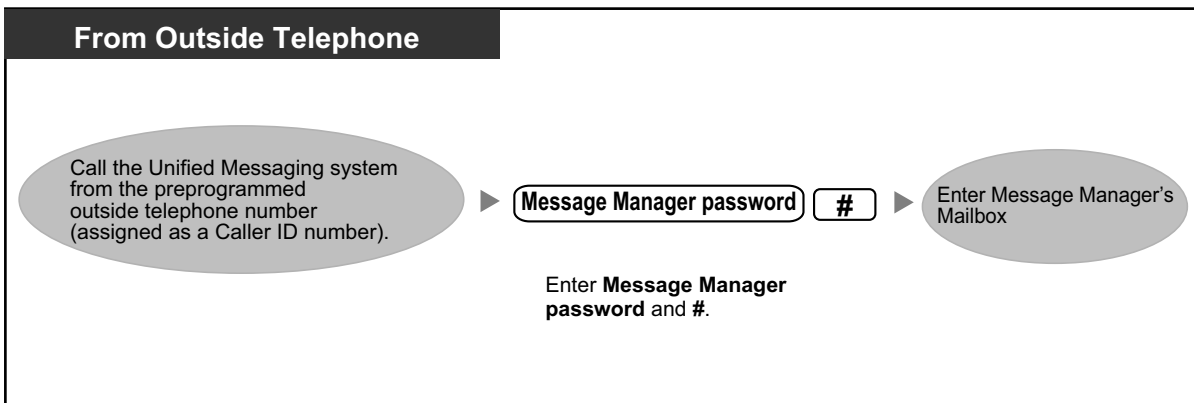 From Outside Telephone
Call the Unified Messaging system
from the preprogrammed
outside telephone number
(assigned as a Caller ID number).
Message Manager password #
Enter Message Manager's
Mailbox
Enter Message Manager
password and #.